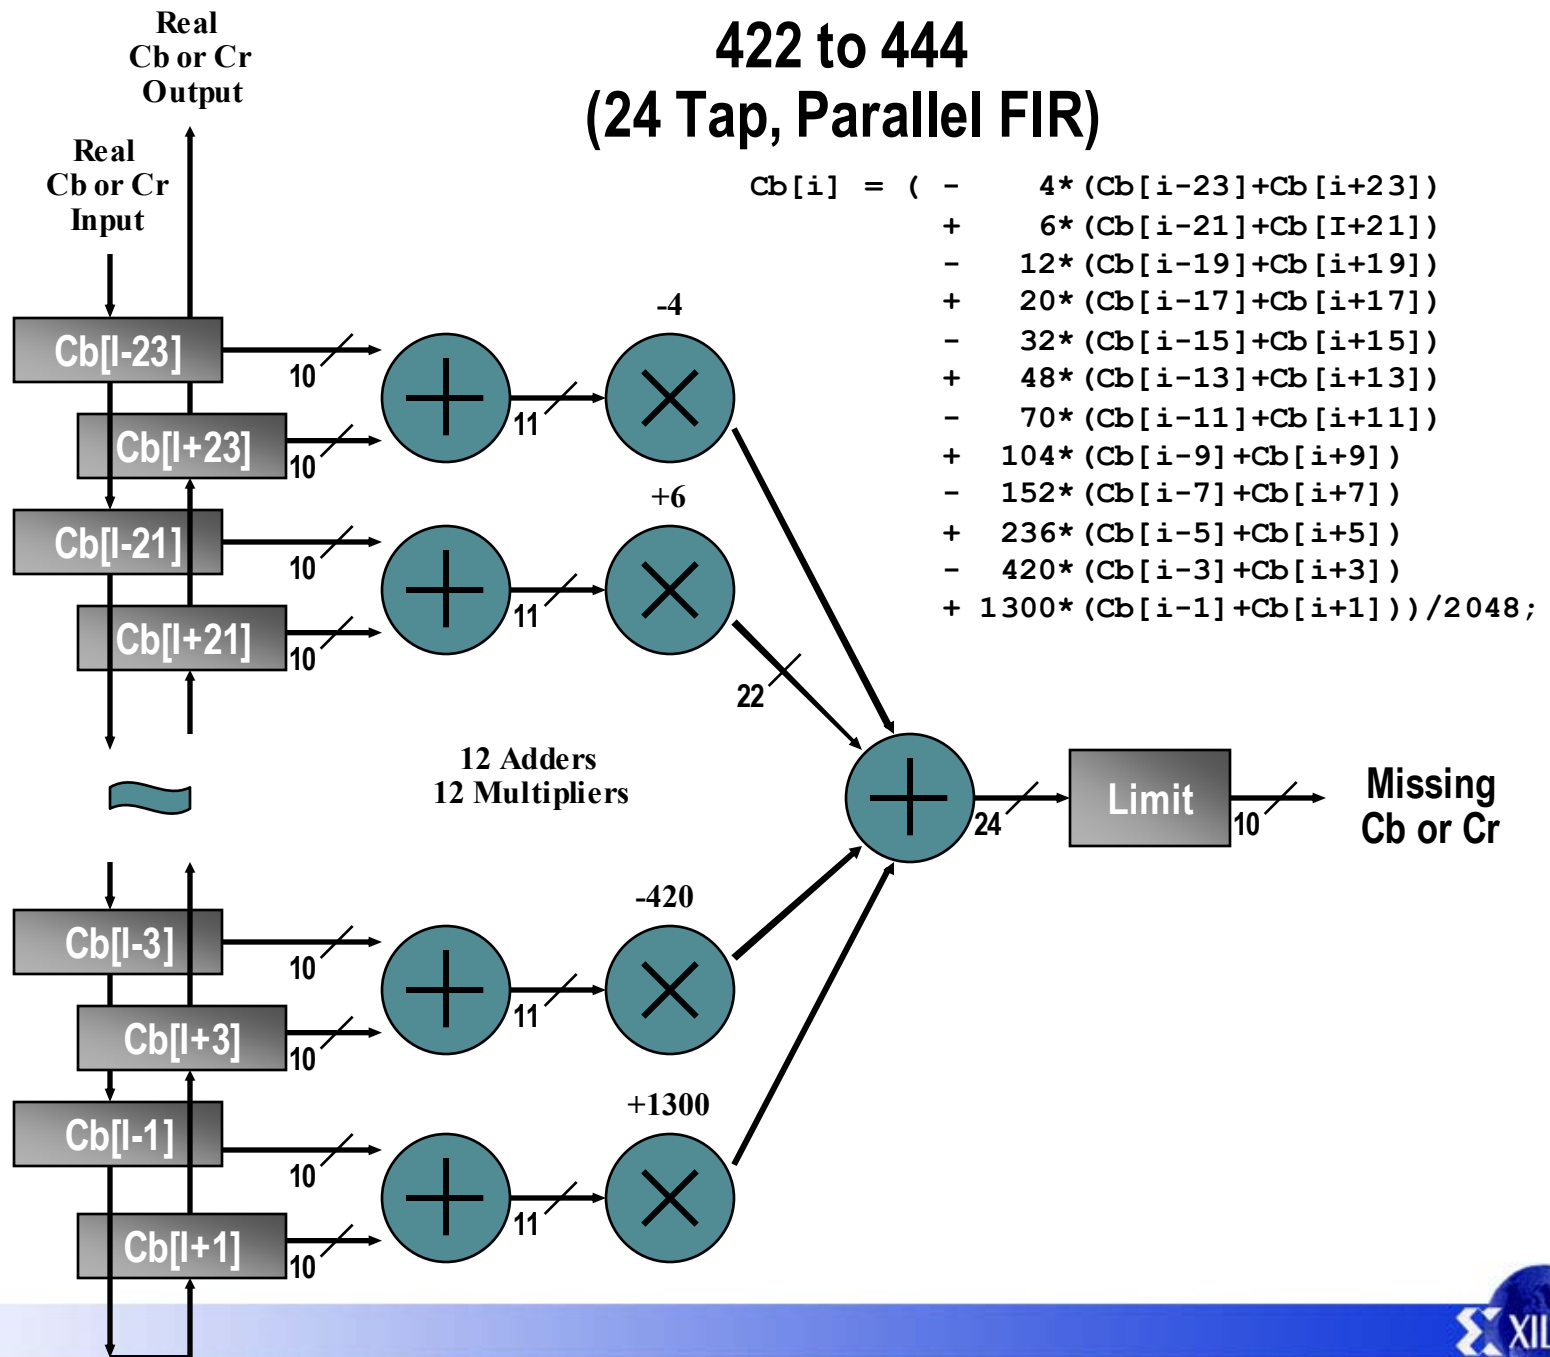 Real
Cb or Cr
Output
422 to 444
(24 Tap, Parallel FIR)
Real
Cb or Cr
Input
Cb[i] = ( - 4*(Cb[i-23]+Cb[i+23])
+ 6*(Cb[i-21]+Cb[I+21])
- 12*(Cb[i-19]+Cb[i+19])
+ 20*(Cb[i-17]+Cb[i+17])
- 32*(Cb[i-15]+Cb[i+15])
+ 48*(Cb[i-13]+Cb[i+13])
- 70*(Cb[i-11]+Cb[i+11])
+ 104*(Cb[i-9]+Cb[i+9])
- 152*(Cb[i-7]+Cb[i+7])
+ 236*(Cb[i-5]+Cb[i+5])
- 420*(Cb[i-3]+Cb[i+3])
+ 1300*(Cb[i-1]+Cb[i+1]))/2048;
Cb[I-23]
10
-4
11
Cb[I+23]
10
Cb[I-21]
10
+6
11
Cb[I+21]
10
22
12 Adders
12 Multipliers
24
Limit
10
Missing
Cb or Cr
Cb[I-3]
10
-420
11
Cb[I+3]
10
Cb[I-1]
10
+1300
11
Cb[I+1]
10
XIL